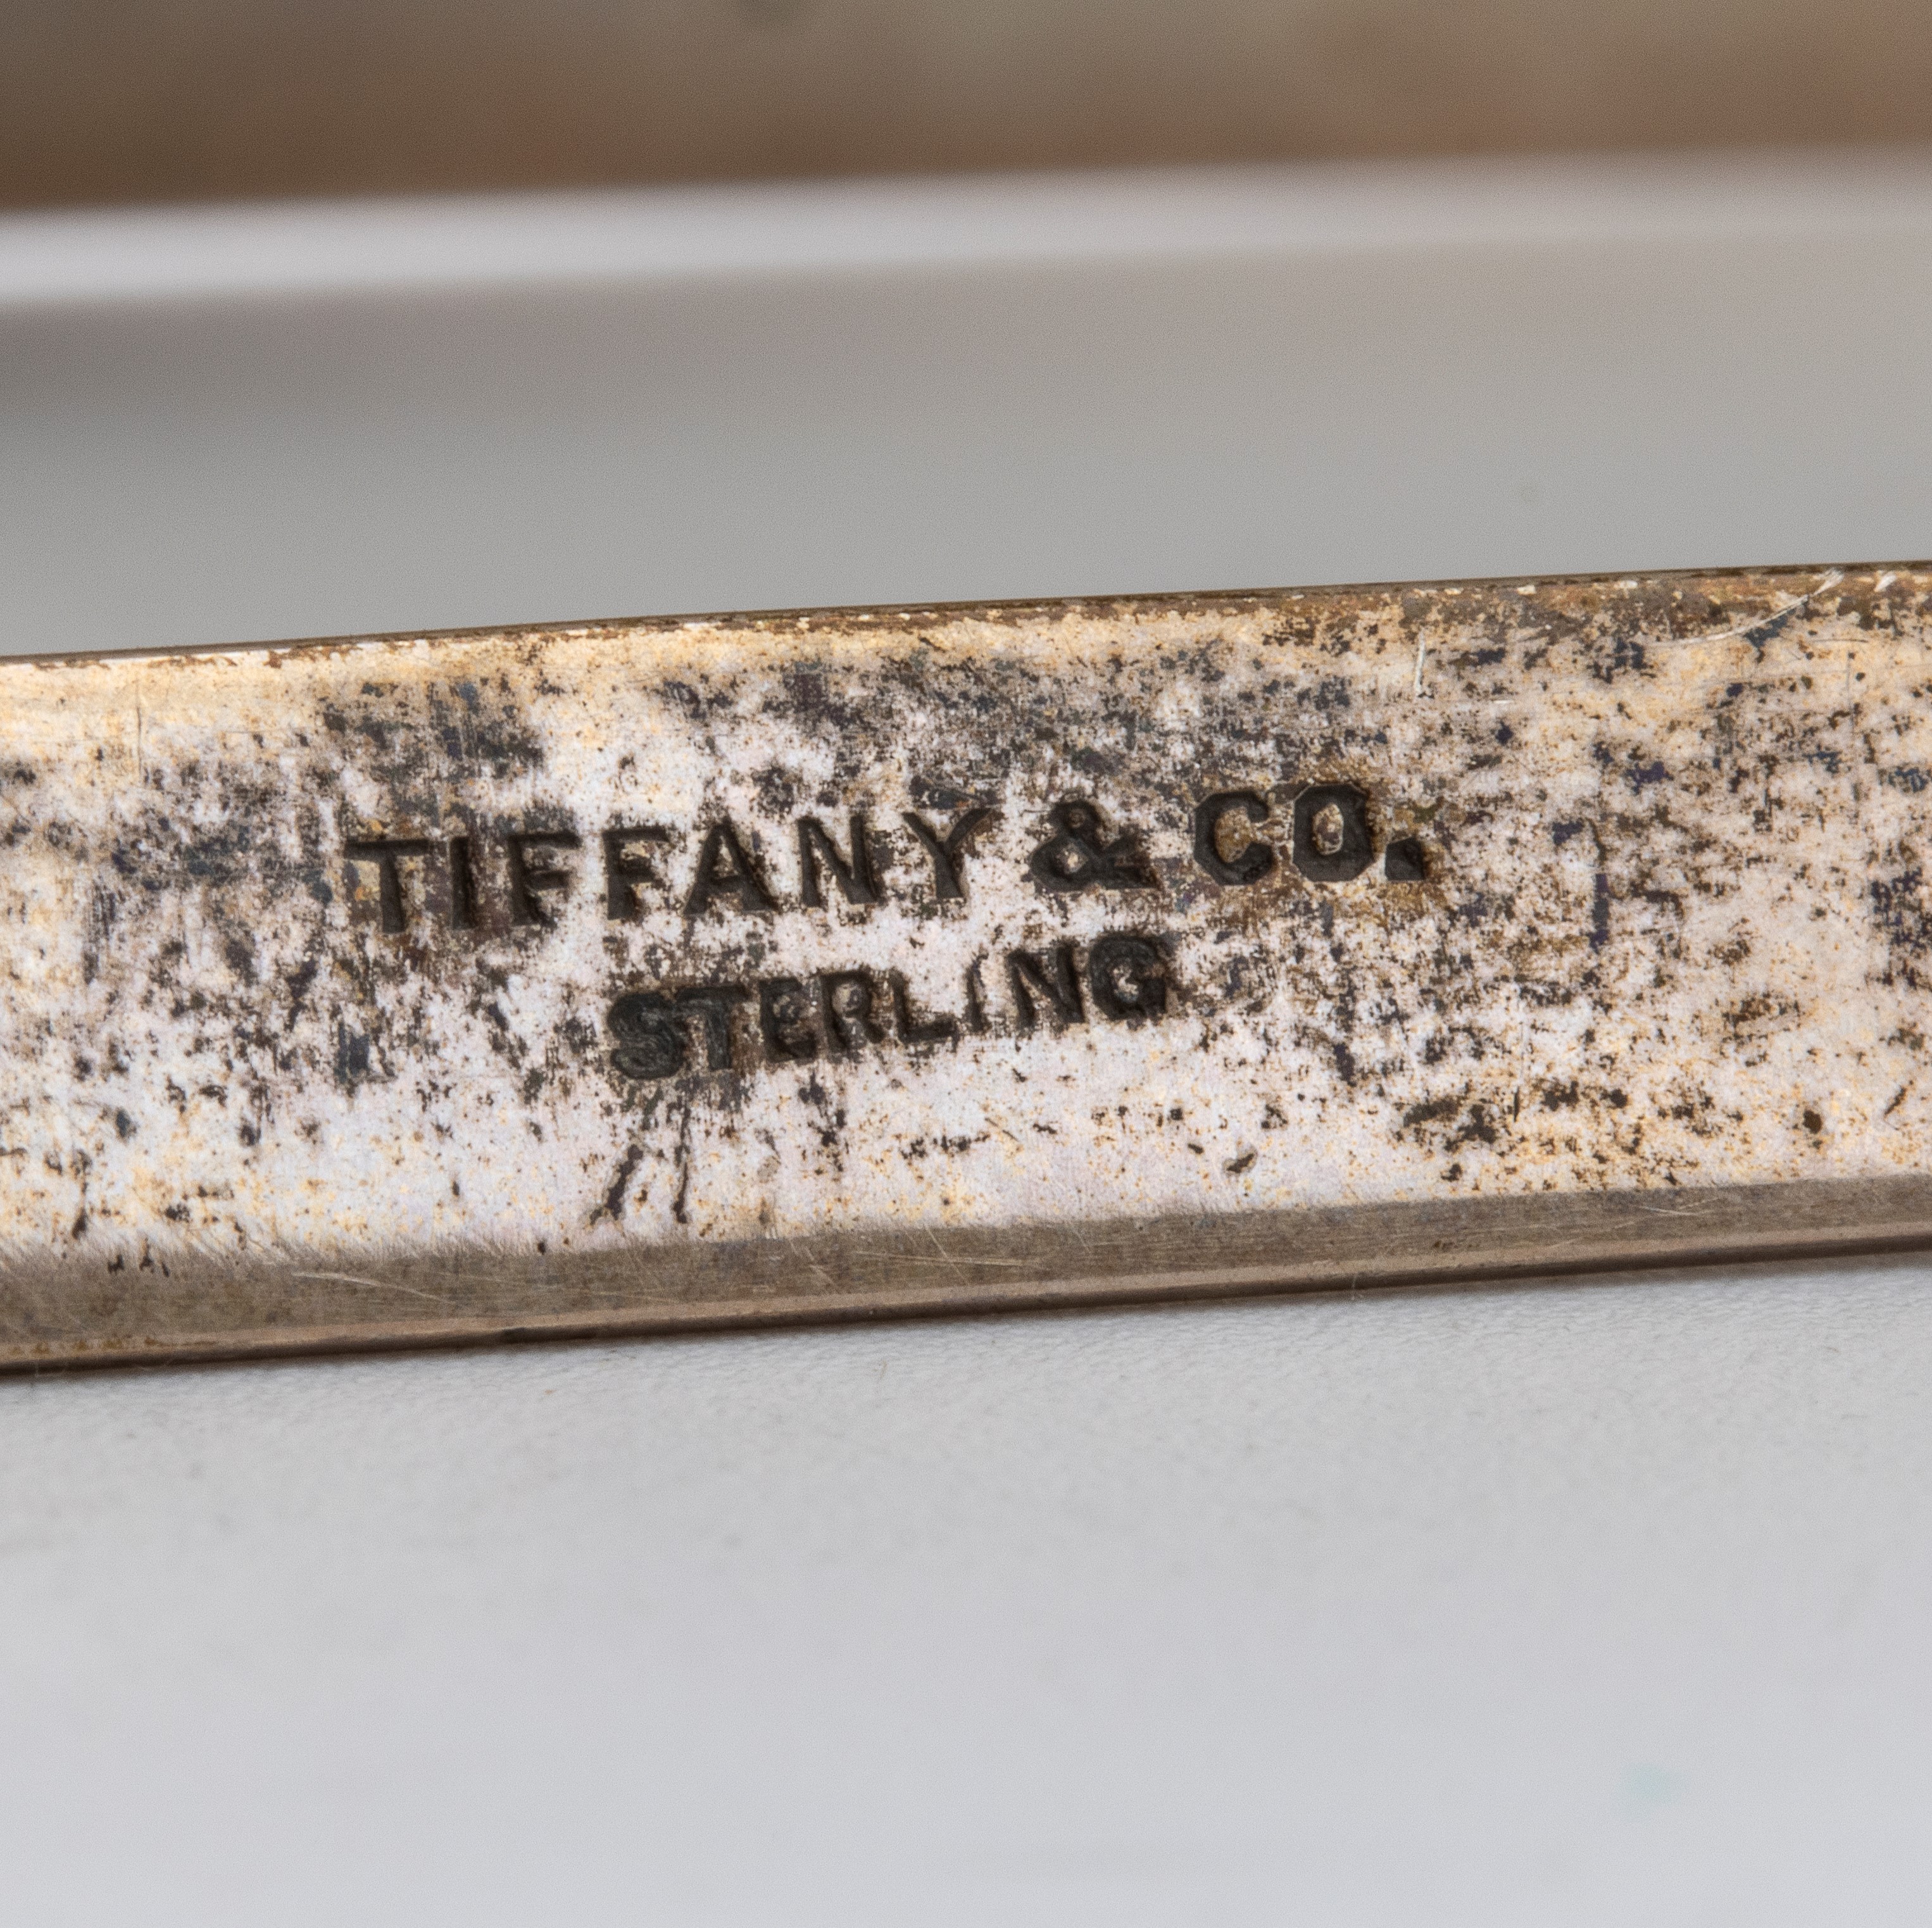 TIFFANY & CO.
STERLING